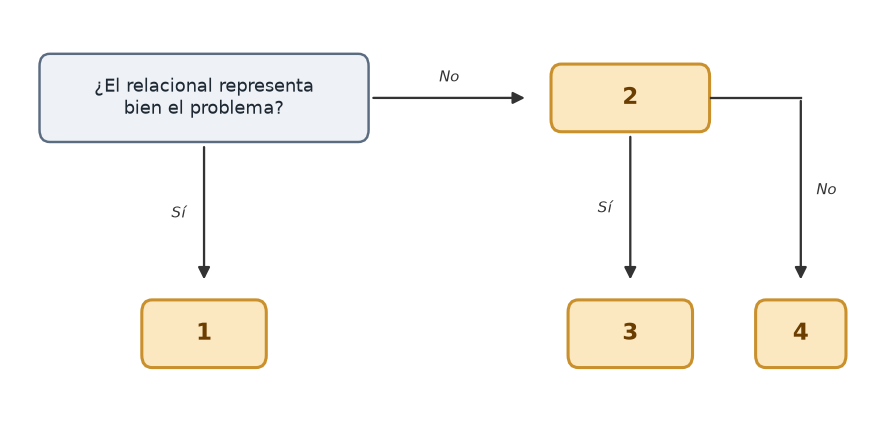 ¿El relacional representa
bien el problema?
No
2
Sí
Sí
No
1
3
4